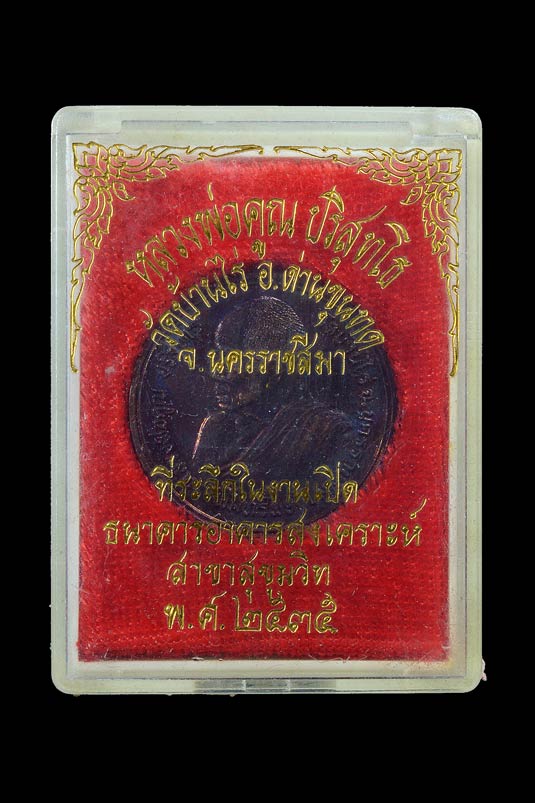 หลวงพ่อคูณ ปริสุทโธ
วัดบ้านไร่ อ.ด่านขุนทด
จ.นครราชสีมา
ที่ระลึกในงานเปิด
ธนาคารอาคารสงเคราะห์
สาขาสุขุมวิท
พ.ศ.๒๕๓๕